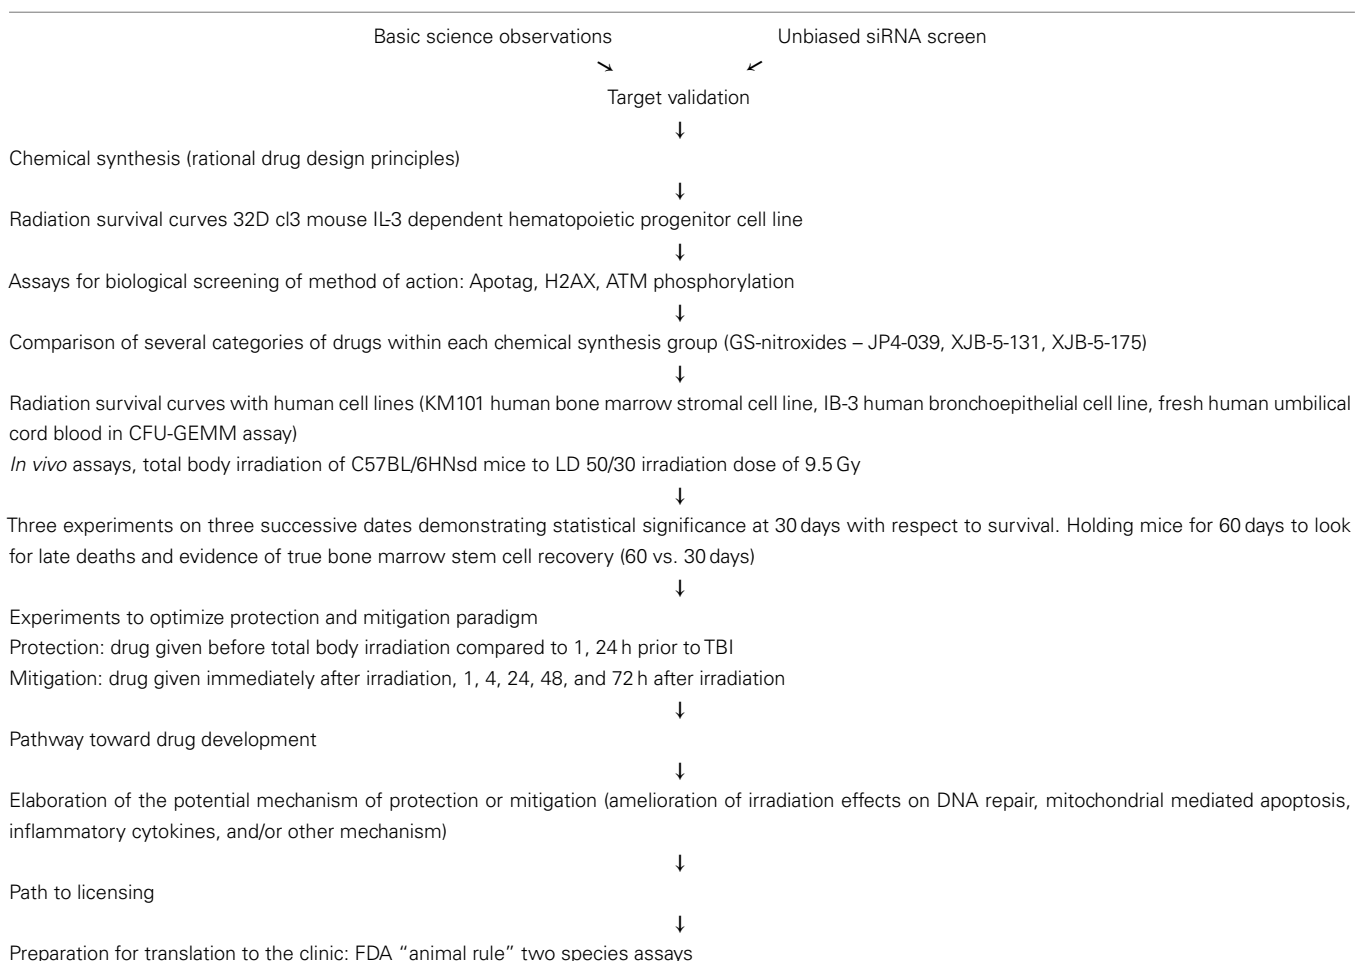 Basic science observations Unbiased siRNA screen
↘ ↙
Target validation
↓
Chemical synthesis (rational drug design principles)
↓
Radiation survival curves 32D cl3 mouse IL-3 dependent hematopoietic progenitor cell line
↓
Assays for biological screening of method of action: Apotag, H2AX, ATM phosphorylation
↓
Comparison of several categories of drugs within each chemical synthesis group (GS-nitroxides – JP4-039, XJB-5-131, XJB-5-175)
↓
Radiation survival curves with human cell lines (KM101 human bone marrow stromal cell line, IB-3 human bronchoepithelial cell line, fresh human umbilical
cord blood in CFU-GEMM assay)
In vivo assays, total body irradiation of C57BL/6HNsd mice to LD 50/30 irradiation dose of 9.5 Gy
↓
Three experiments on three successive dates demonstrating statistical significance at 30 days with respect to survival. Holding mice for 60 days to look
for late deaths and evidence of true bone marrow stem cell recovery (60 vs. 30 days)
↓
Experiments to optimize protection and mitigation paradigm
Protection: drug given before total body irradiation compared to 1, 24 h prior to TBI
Mitigation: drug given immediately after irradiation, 1, 4, 24, 48, and 72 h after irradiation
↓
Pathway toward drug development
↓
Elaboration of the potential mechanism of protection or mitigation (amelioration of irradiation effects on DNA repair, mitochondrial mediated apoptosis,
inflammatory cytokines, and/or other mechanism)
↓
Path to licensing
↓
Preparation for translation to the clinic: FDA “animal rule” two species assays